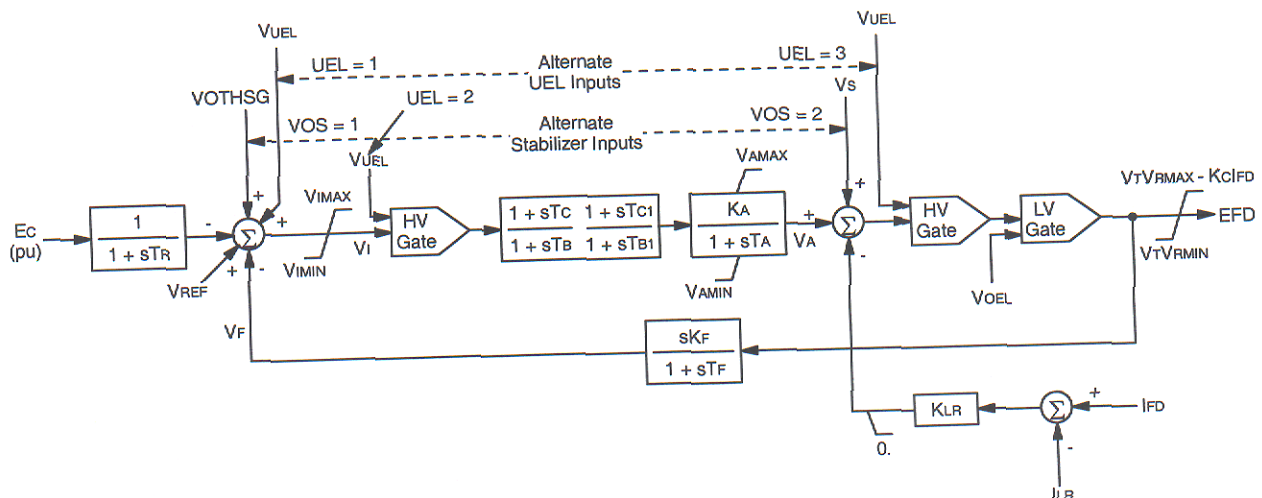 VUEL
VUEL
UEL = 1
Alternate
UEL Inputs
UEL = 3
VOTHSG
UEL = 2
VS
VOS = 1
Alternate
Stabilizer Inputs
VOS = 2
VUEL
VAMAX
VTVRMAX - KCIFD
+
+
VIMAX
HV
Gate
1 + sTC
1 + sTB
1 + sTC1
1 + sTB1
KA
1 + sTA
+
+
HV
Gate
LV
Gate
EFD
EC
(pu)
1
1 + sTR
-
Σ
VI
VA
Σ
VTVRMIN
+
-
VIMIN
VAMIN
-
VREF
VOEL
VF
sKF
1 + sTF
KLR
Σ
+
IFD
0.
-
ILR